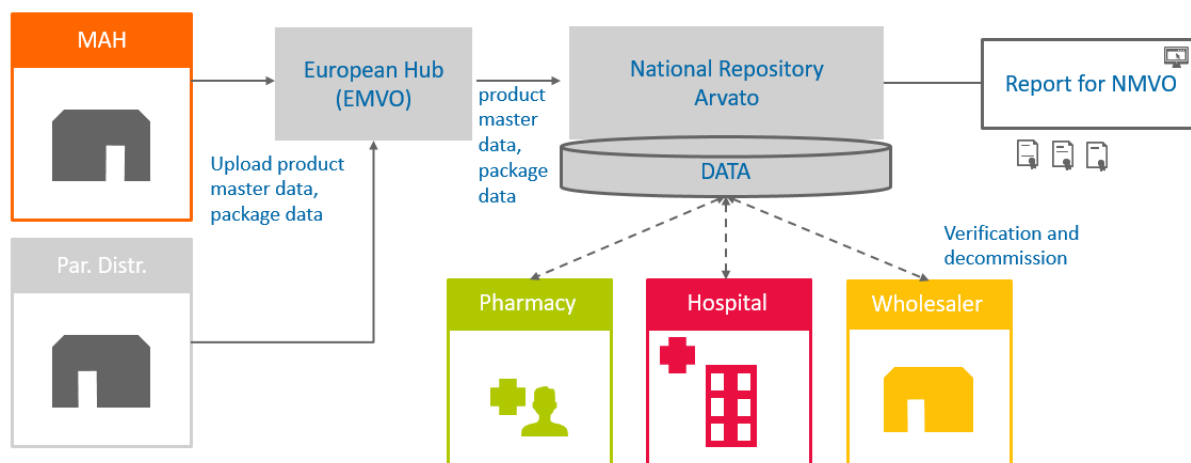 MAH
European Hub
(EMVO)
product
master
data,
package
data
National Repository
Arvato
DATA
Report for NMVO
Upload product
master data,
package data
Par. Distr.
Verification and
decommission
Pharmacy
Hospital
Wholesaler